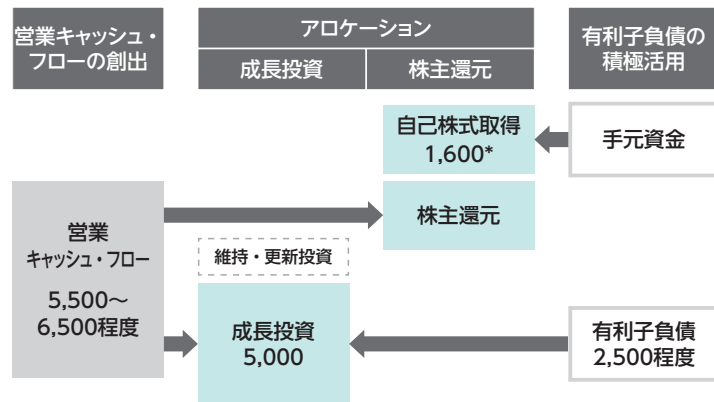 営業キャッシュ・
フローの創出
アロケーション
成長投資
株主還元
有利子負債の
積極活用
自己株式取得
1,600*
手元資金
株主還元
営業
キャッシュ・フロー
5,500～
6,500程度
維持・更新投資
成長投資
5,000
有利子負債
2,500程度